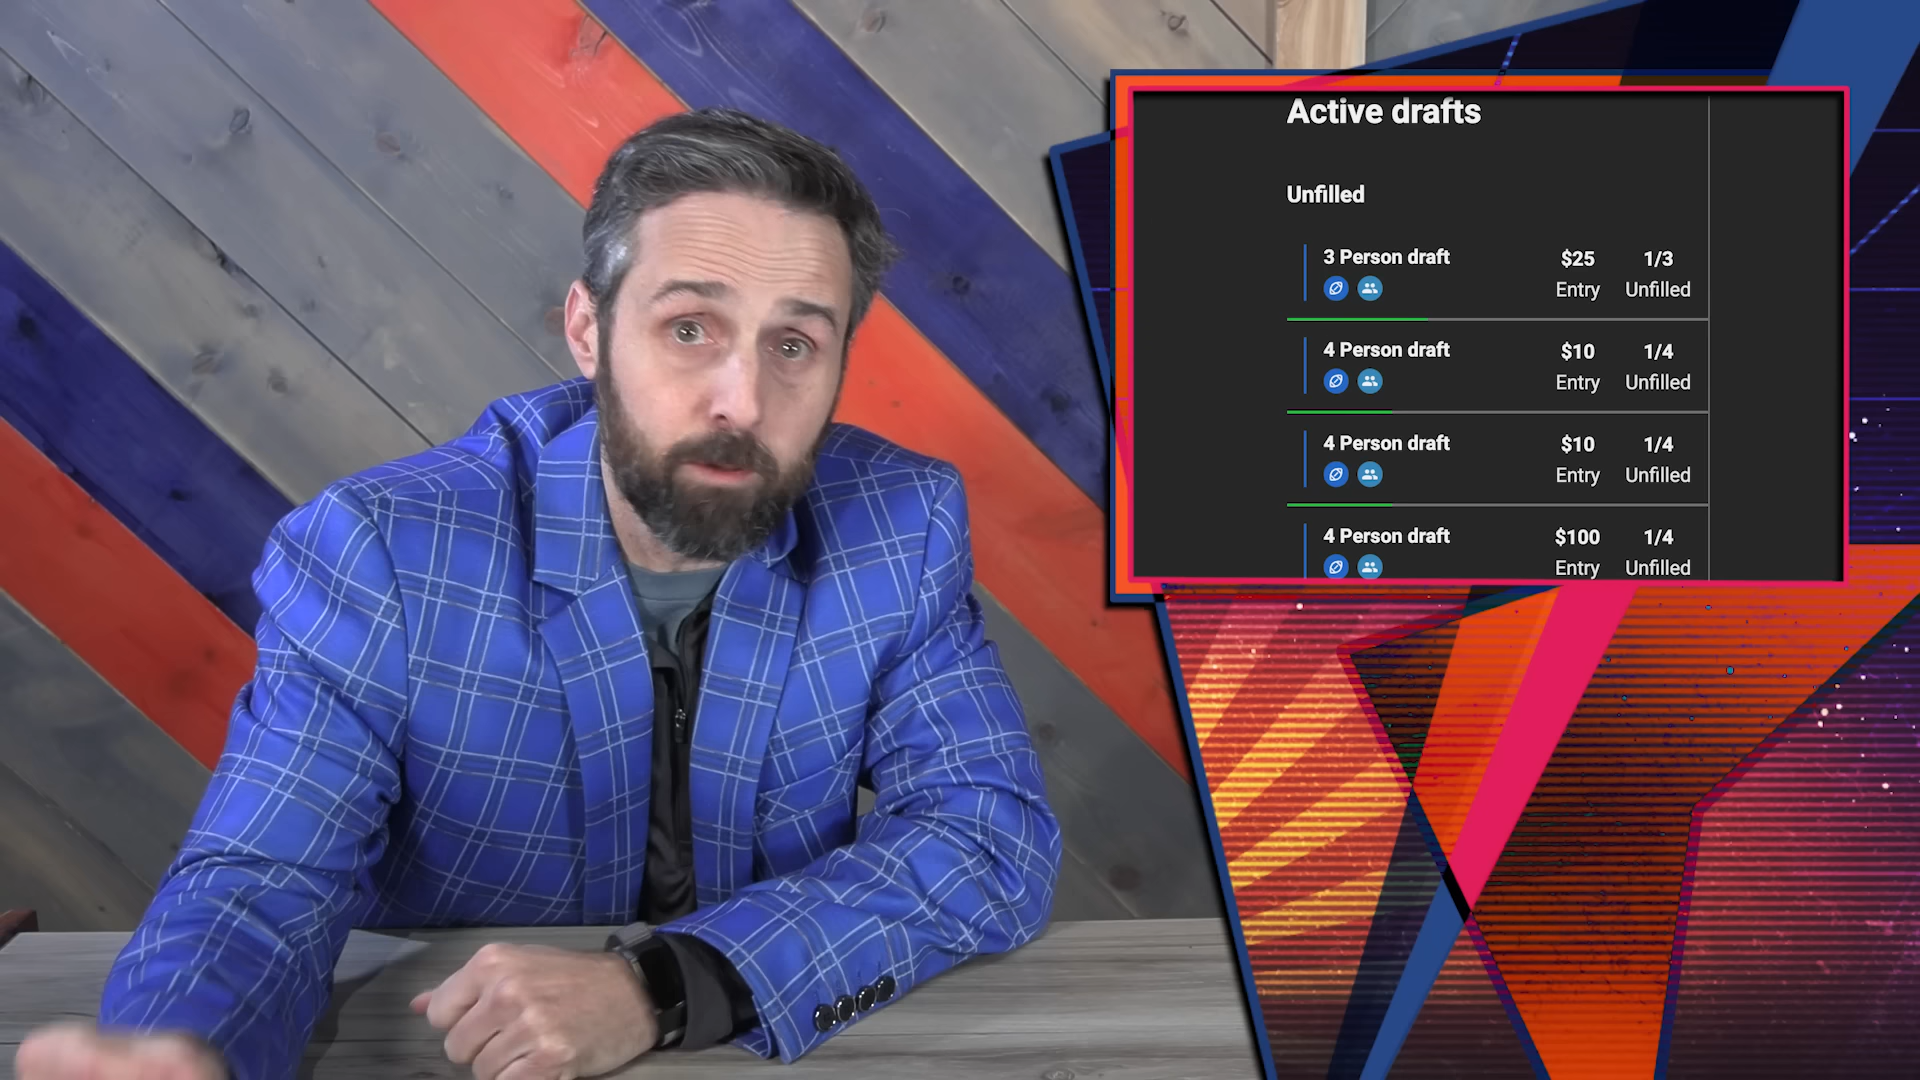 Active drafts
Unfilled
3 Person draft $25 1/3
Entry Unfilled
4 Person draft $10 1/4
Entry Unfilled
4 Person draft $10 1/4
Entry Unfilled
4 Person draft $100 1/4
Entry Unfilled